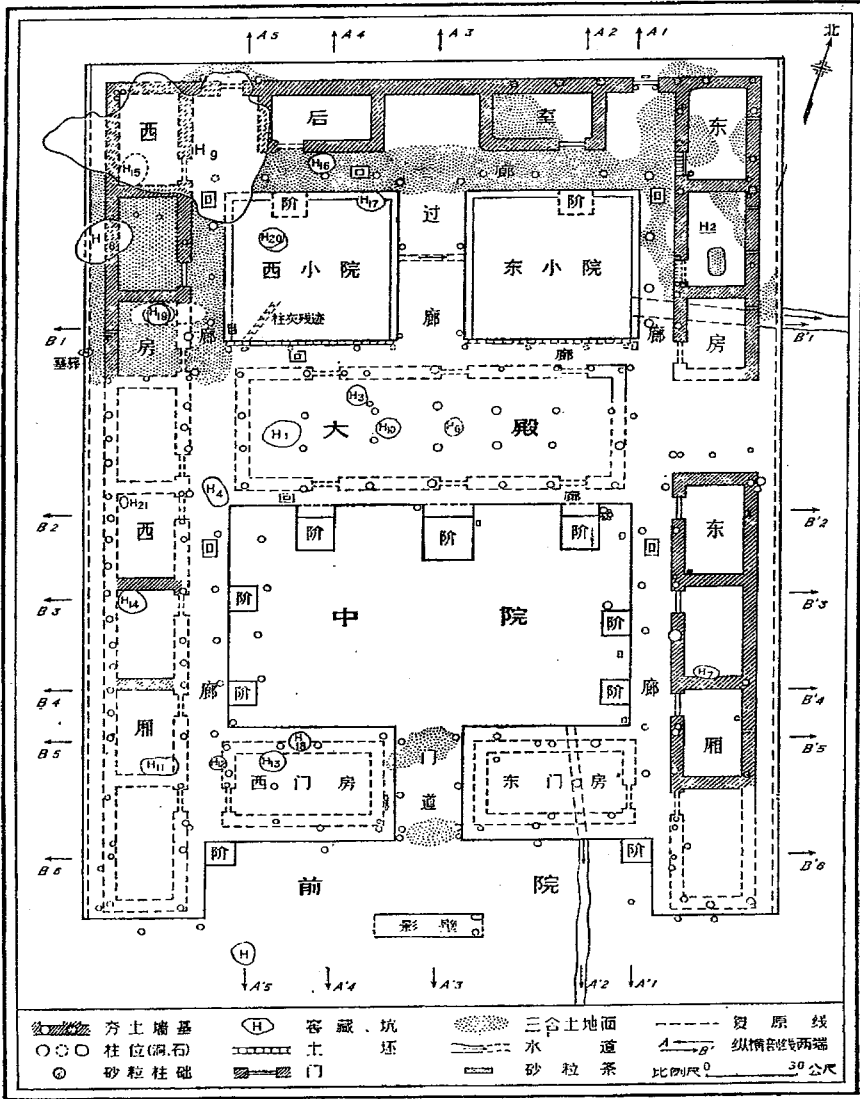 A5 A4 A3 A2 A1
北
西 后 室 东
H9
H15 H16 回 廊 回
回 阶 H17 过 阶
H8 H20 H2
西小院 东小院
廊
柱灰残迹
H19
B1 房 廊 廊 房 B'1
墓葬 回 廊
H3
H1 大 H10 H6 殿
H4 回 廊
H21
B2 西 阶 阶 阶 回 东 B'2
回
B3 H14 阶 中 院 阶 B'3
H7
B4 廊 阶 阶 廊 B'4
B5 厢 H18 门 厢 B'5
H11 H12 H13
西门房 道 东门房
B6 阶 阶 B'6
前 院
影壁
H
A'5 A'4 A'3 A'2 A'1
夯土墙基 H 窖藏、坑 三合土地面 复原线
柱位(洞.石) 土坯 水道 A B' 纵横剖线两端
砂粒柱础 门 砂粒条 比例尺 0 30公尺